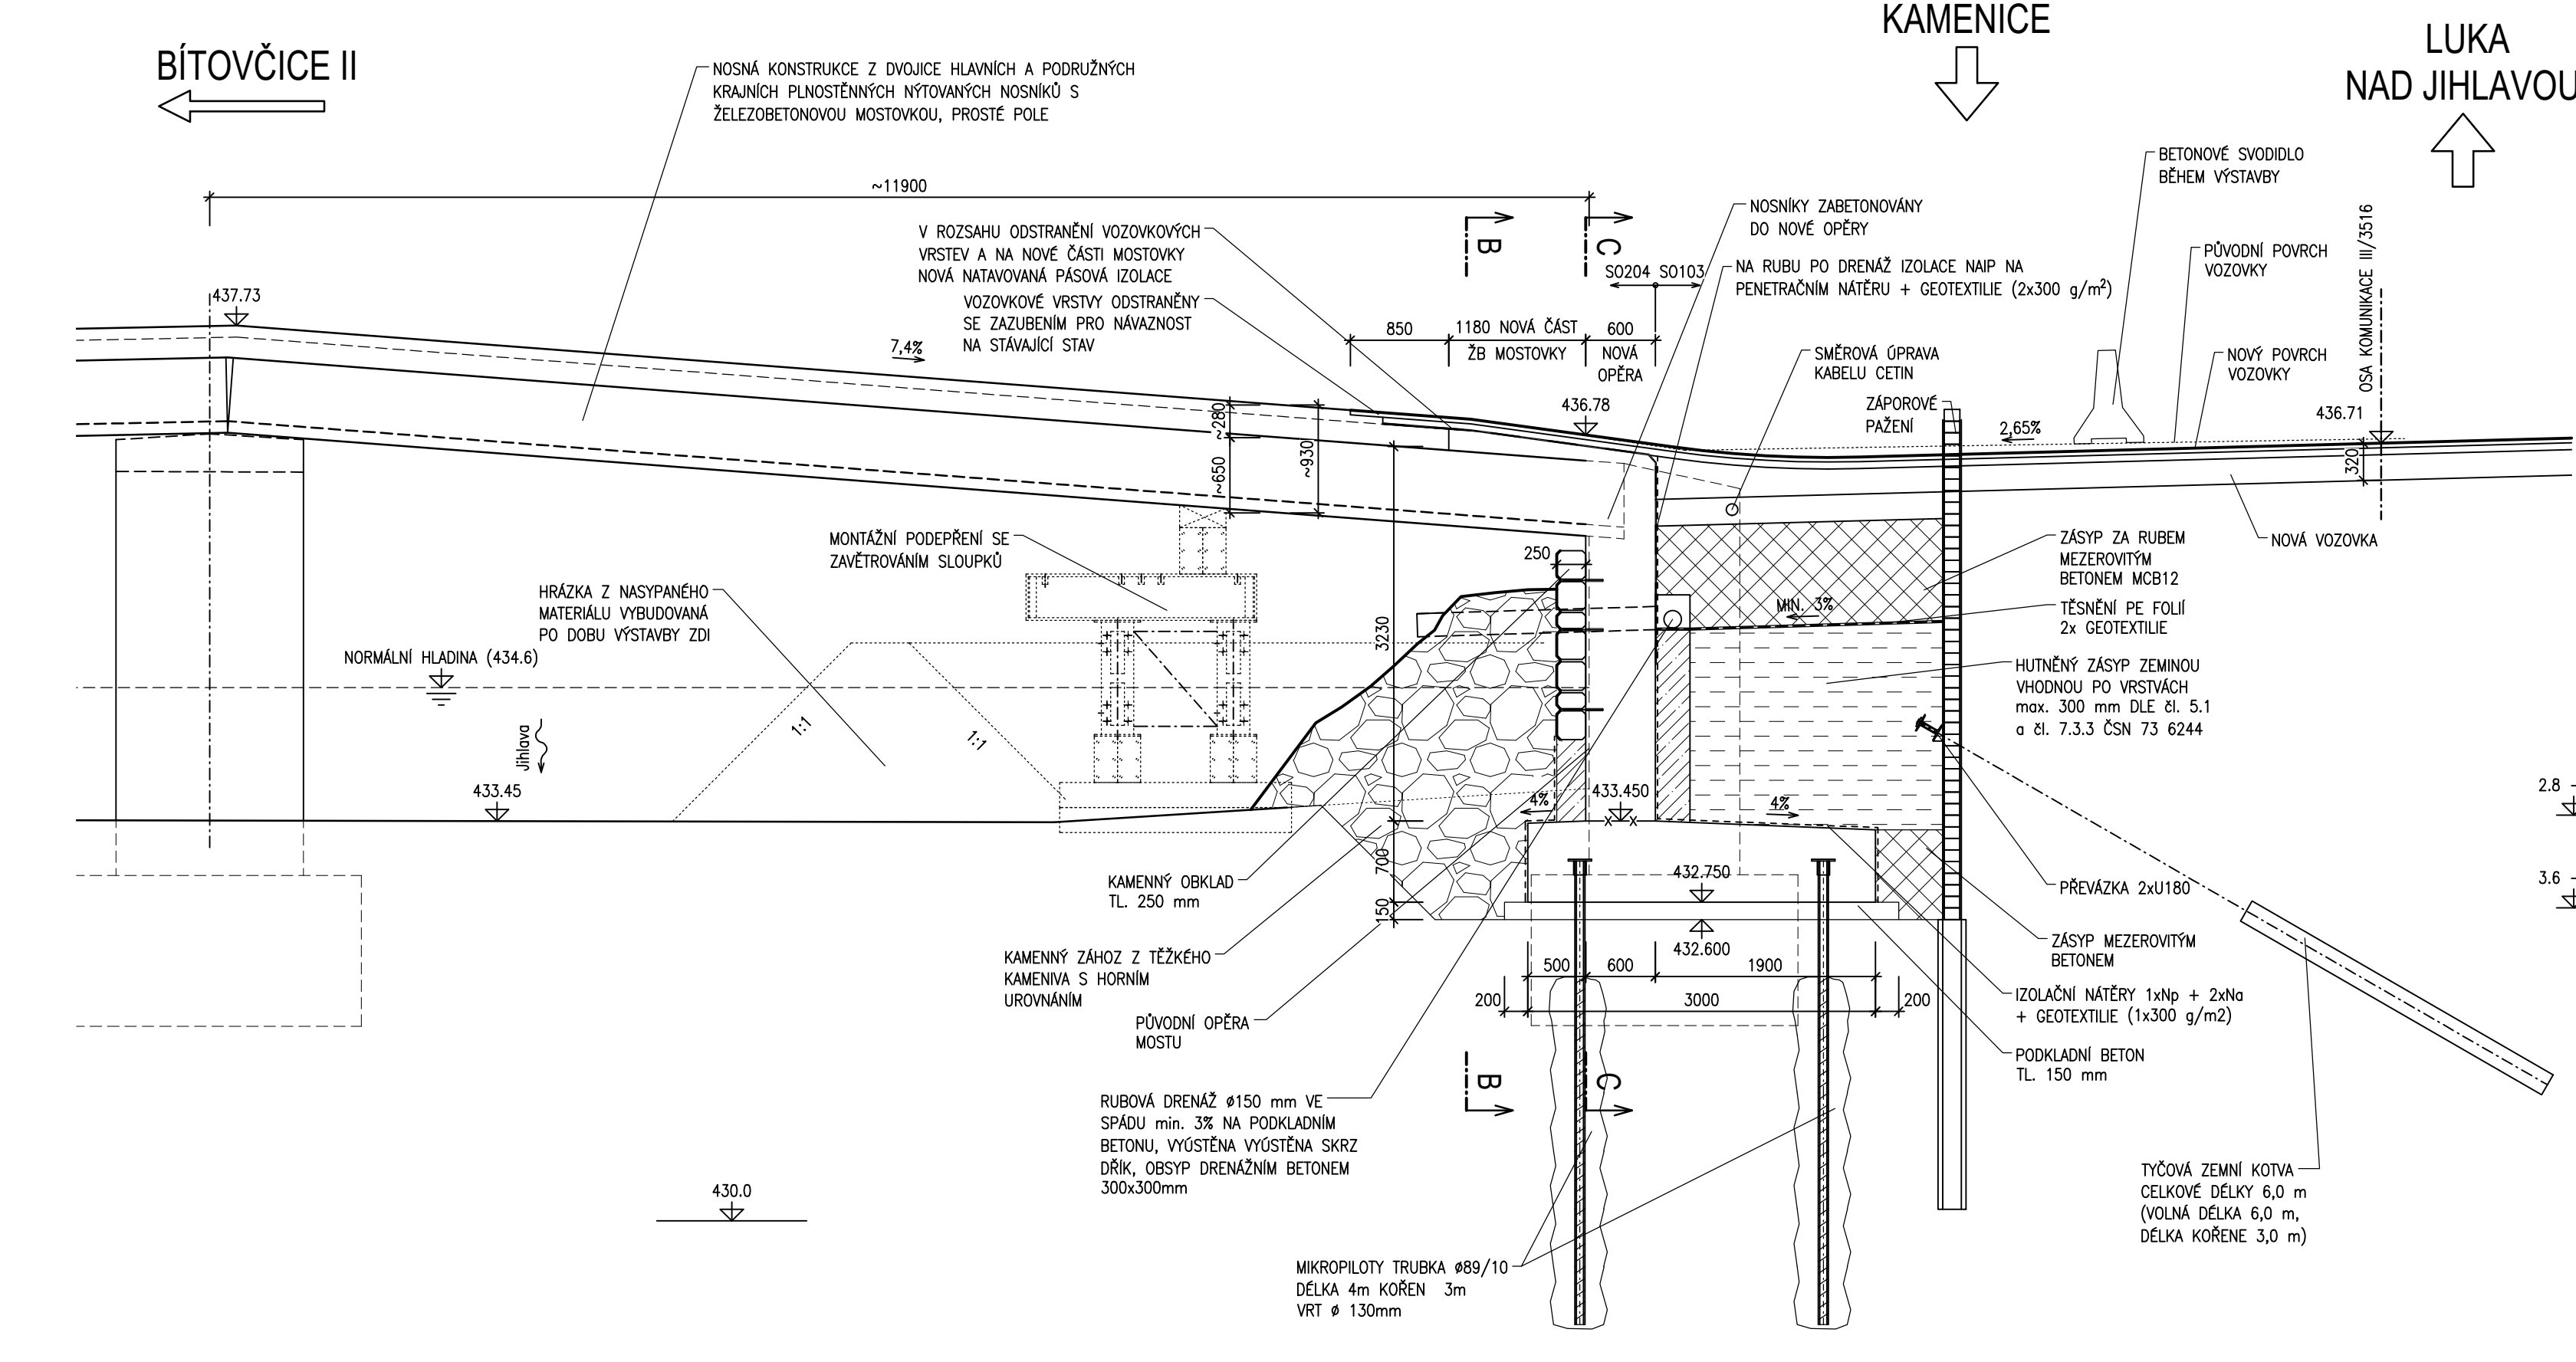 BÍTOVČICE II
KAMENICE
LUKA
NAD JIHLAVOU
NOSNÁ KONSTRUKCE Z DVOJICE HLAVNÍCH A PODRUŽNÝCH
KRAJNÍCH PLNOSTĚNNÝCH NÝTOVANÝCH NOSNÍKŮ S
ŽELEZOBETONOVOU MOSTOVKOU, PROSTÉ POLE
~11900
V ROZSAHU ODSTRANĚNÍ VOZOVKOVÝCH
VRSTEV A NA NOVÉ ČÁSTI MOSTOVKY
NOVÁ NATAVOVANÁ PÁSOVÁ IZOLACE
VOZOVKOVÉ VRSTVY ODSTRANĚNY
SE ZAZUBENÍM PRO NÁVAZNOST
NA STÁVAJÍCÍ STAV
B
C
SO204 SO103
NOSNÍKY ZABETONOVÁNY
DO NOVÉ OPĚRY
NA RUBU PO DRENÁŽ IZOLACE NAIP NA
PENETRAČNÍM NÁTĚRU + GEOTEXTILIE (2x300 g/m²)
BETONOVÉ SVODIDLO
BĚHEM VÝSTAVBY
PŮVODNÍ POVRCH
VOZOVKY
OSA KOMUNIKACE III/3516
NOVÝ POVRCH
VOZOVKY
437.73
7,4%
850
1180 NOVÁ ČÁST
ŽB MOSTOVKY
600
NOVÁ
OPĚRA
SMĚROVÁ ÚPRAVA
KABELU CETIN
ZÁPOROVÉ
PAŽENÍ
436.78
2,65%
436.71
320
~280
~650
~930
NOVÁ VOZOVKA
MONTÁŽNÍ PODEPŘENÍ SE
ZAVĚTROVÁNÍM SLOUPKŮ
250
ZÁSYP ZA RUBEM
MEZEROVITÝM
BETONEM MCB12
MIN. 3%
TĚSNĚNÍ PE FOLIÍ
2x GEOTEXTILIE
HRÁZKA Z NASYPANÉHO
MATERIÁLU VYBUDOVANÁ
PO DOBU VÝSTAVBY ZDI
3230
NORMÁLNÍ HLADINA (434.6)
HUTNĚNÝ ZÁSYP ZEMINOU
VHODNOU PO VRSTVÁCH
max. 300 mm DLE čl. 5.1
a čl. 7.3.3 ČSN 73 6244
Jihlava
1:1
1:1
433.45
4%
433.450
4%
2.8
3.6
700
150
432.750
432.600
KAMENNÝ OBKLAD
TL. 250 mm
PŘEVÁZKA 2xU180
KAMENNÝ ZÁHOZ Z TĚŽKÉHO
KAMENIVA S HORNÍM
UROVNÁNÍM
ZÁSYP MEZEROVITÝM
BETONEM
500
600
1900
200
3000
200
IZOLAČNÍ NÁTĚRY 1xNp + 2xNa
+ GEOTEXTILIE (1x300 g/m2)
PŮVODNÍ OPĚRA
MOSTU
PODKLADNÍ BETON
TL. 150 mm
B
C
RUBOVÁ DRENÁŽ ø150 mm VE
SPÁDU min. 3% NA PODKLADNÍM
BETONU, VYÚSTĚNA VYÚSTĚNA SKRZ
DŘÍK, OBSYP DRENÁŽNÍM BETONEM
300x300mm
430.0
TYČOVÁ ZEMNÍ KOTVA
CELKOVÉ DÉLKY 6,0 m
(VOLNÁ DÉLKA 6,0 m,
DÉLKA KOŘENE 3,0 m)
MIKROPILOTY TRUBKA ø89/10
DÉLKA 4m KOŘEN 3m
VRT ø 130mm